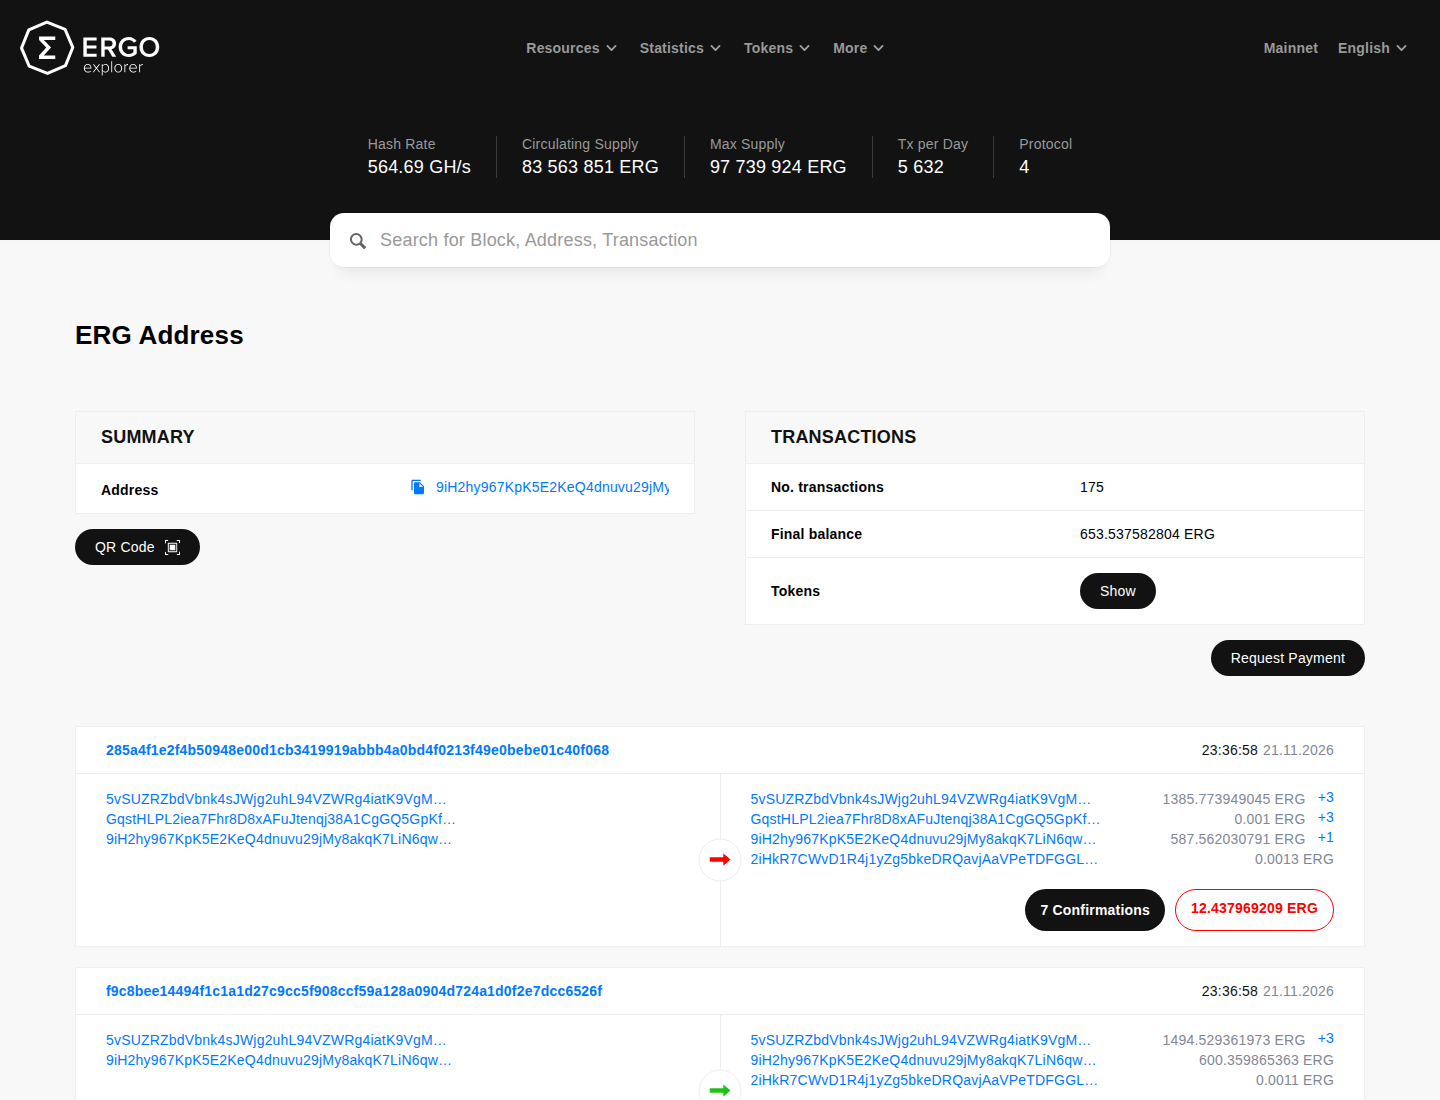 ERGO
explorer
Resources
Statistics
Tokens
More
Mainnet
English
Hash Rate
564.69 GH/s
Circulating Supply
83 563 851 ERG
Max Supply
97 739 924 ERG
Tx per Day
5 632
Protocol
4
Search for Block, Address, Transaction
ERG Address
SUMMARY
Address
9iH2hy967KpK5E2KeQ4dnuvu29jMy
QR Code
TRANSACTIONS
No. transactions
175
Final balance
653.537582804 ERG
Tokens
Show
Request Payment
285a4f1e2f4b50948e00d1cb3419919abbb4a0bd4f0213f49e0bebe01c40f068
23:36:58 21.11.2026
5vSUZRZbdVbnk4sJWjg2uhL94VZWRg4iatK9VgM…
GqstHLPL2iea7Fhr8D8xAFuJtenqj38A1CgGQ5GpKf…
9iH2hy967KpK5E2KeQ4dnuvu29jMy8akqK7LiN6qw…
5vSUZRZbdVbnk4sJWjg2uhL94VZWRg4iatK9VgM… 1385.773949045 ERG +3
GqstHLPL2iea7Fhr8D8xAFuJtenqj38A1CgGQ5GpKf… 0.001 ERG +3
9iH2hy967KpK5E2KeQ4dnuvu29jMy8akqK7LiN6qw… 587.562030791 ERG +1
2iHkR7CWvD1R4j1yZg5bkeDRQavjAaVPeTDFGGL… 0.0013 ERG
7 Confirmations
12.437969209 ERG
f9c8bee14494f1c1a1d27c9cc5f908ccf59a128a0904d724a1d0f2e7dcc6526f
23:36:58 21.11.2026
5vSUZRZbdVbnk4sJWjg2uhL94VZWRg4iatK9VgM…
9iH2hy967KpK5E2KeQ4dnuvu29jMy8akqK7LiN6qw…
5vSUZRZbdVbnk4sJWjg2uhL94VZWRg4iatK9VgM… 1494.529361973 ERG +3
9iH2hy967KpK5E2KeQ4dnuvu29jMy8akqK7LiN6qw… 600.359865363 ERG
2iHkR7CWvD1R4j1yZg5bkeDRQavjAaVPeTDFGGL… 0.0011 ERG